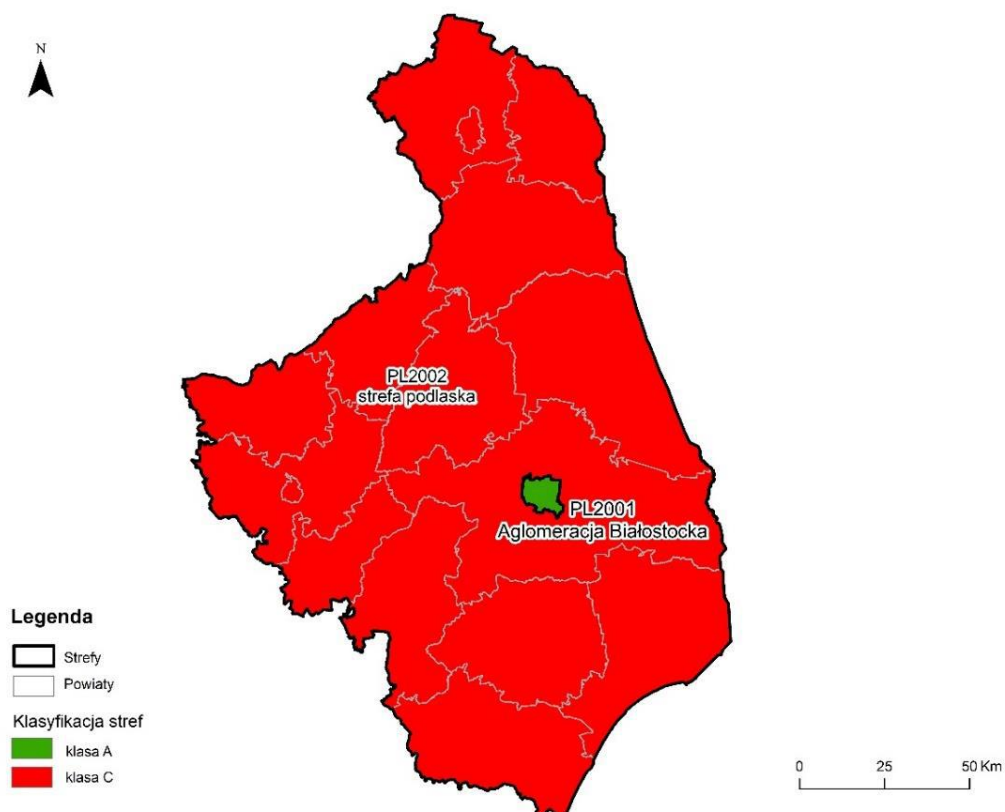 N
PL2002
strefa podlaska
PL2001
Aglomeracja Białostocka
Legenda
Strefy
Powiaty
Klasyfikacja stref
klasa A
klasa C
0 25 50 Km